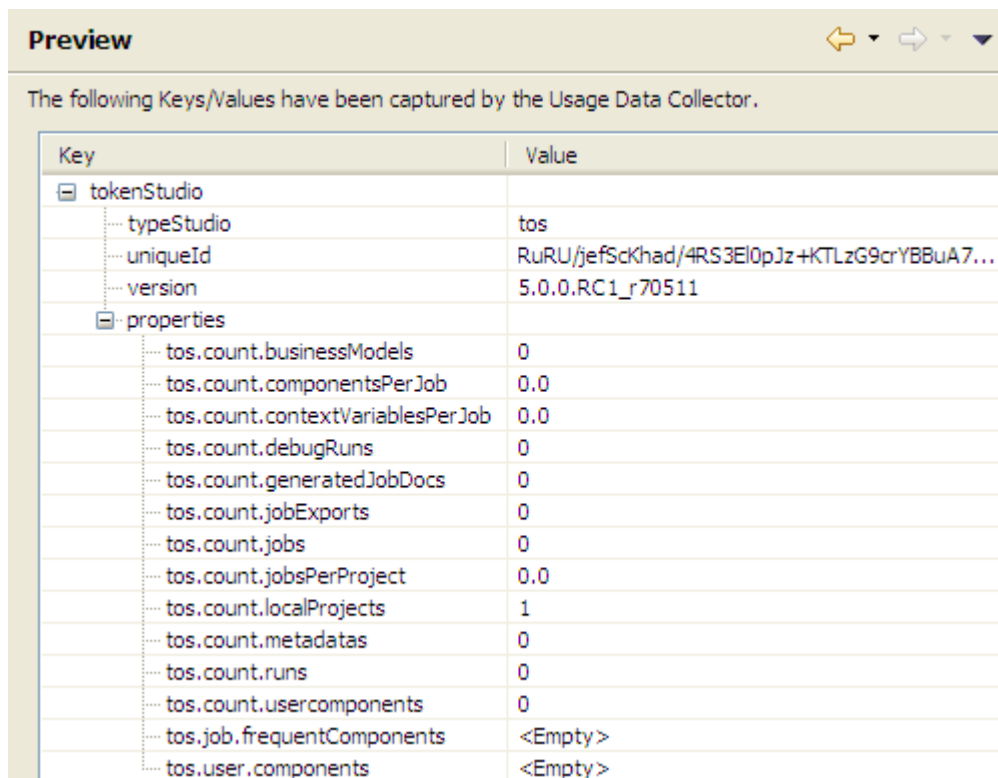 Preview
The following Keys/Values have been captured by the Usage Data Collector.
Key Value
tokenStudio
typeStudio tos
uniqueId RuRU/jefScKhad/4RS3El0pJz+KTLzG9crYBBuA7...
version 5.0.0.RC1_r70511
properties
tos.count.businessModels 0
tos.count.componentsPerJob 0.0
tos.count.contextVariablesPerJob 0.0
tos.count.debugRuns 0
tos.count.generatedJobDocs 0
tos.count.jobExports 0
tos.count.jobs 0
tos.count.jobsPerProject 0.0
tos.count.localProjects 1
tos.count.metadatas 0
tos.count.runs 0
tos.count.usercomponents 0
tos.job.frequentComponents <Empty>
tos.user.components <Empty>